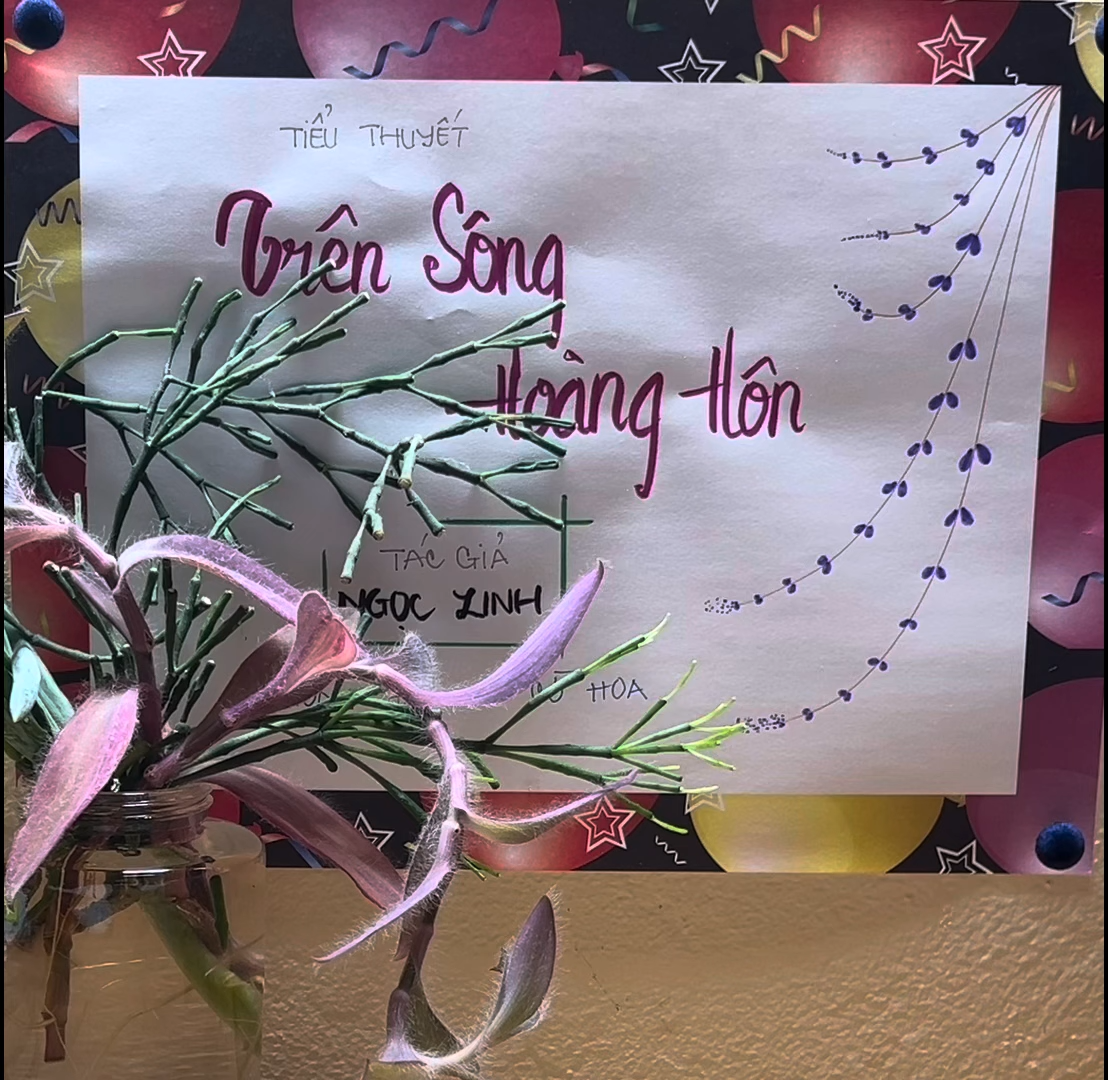 TIỂU THUYẾT
Trên Sông
Hoàng Hôn
TÁC GIẢ
NGỌC LINH
HOA